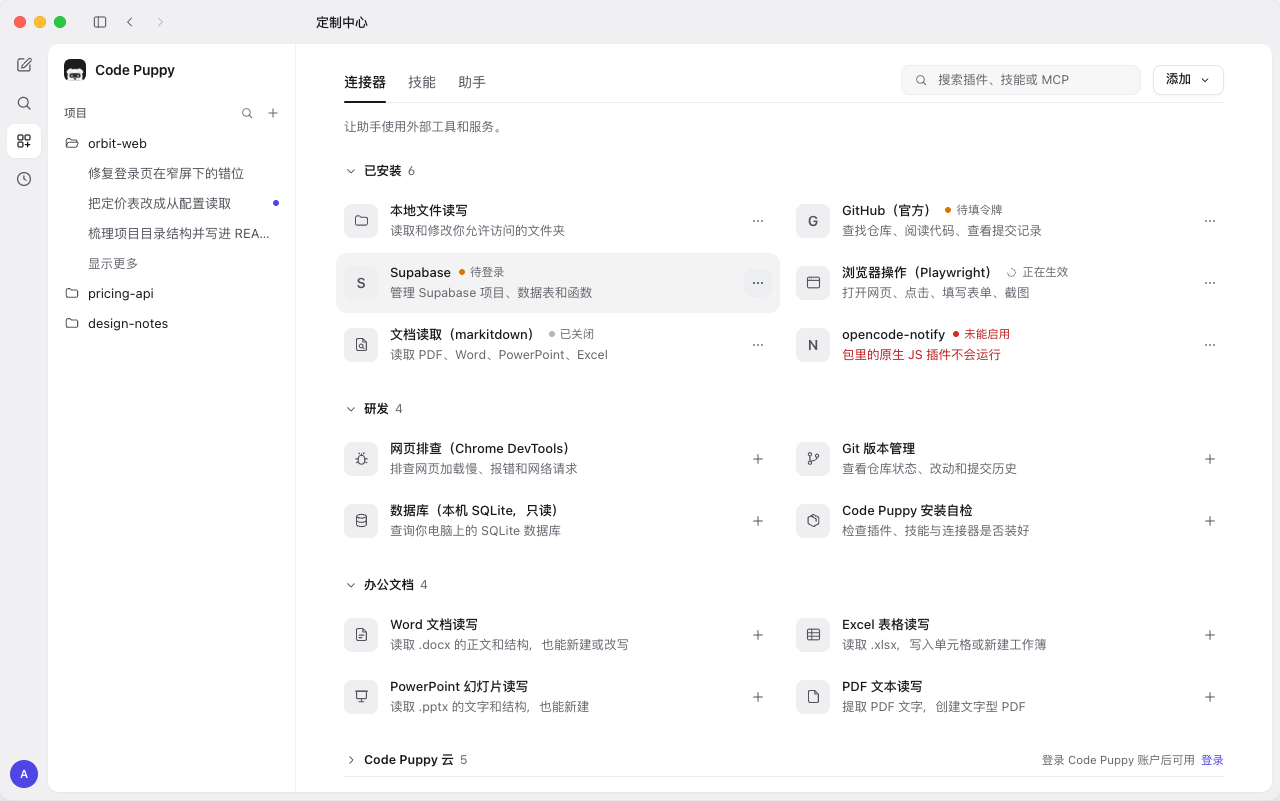 定制中心
Code Puppy
项目
orbit-web
修复登录页在窄屏下的错位
把定价表改成从配置读取
梳理项目目录结构并写进 REA...
显示更多
pricing-api
design-notes
A
连接器 技能 助手
搜索插件、技能或 MCP
添加
让助手使用外部工具和服务。
已安装 6
本地文件读写
读取和修改你允许访问的文件夹
G
GitHub（官方） 待填令牌
查找仓库、阅读代码、查看提交记录
S
Supabase 待登录
管理 Supabase 项目、数据表和函数
浏览器操作（Playwright） 正在生效
打开网页、点击、填写表单、截图
文档读取（markitdown） 已关闭
读取 PDF、Word、PowerPoint、Excel
N
opencode-notify 未能启用
包里的原生 JS 插件不会运行
研发 4
网页排查（Chrome DevTools）
排查网页加载慢、报错和网络请求
Git 版本管理
查看仓库状态、改动和提交历史
数据库（本机 SQLite，只读）
查询你电脑上的 SQLite 数据库
Code Puppy 安装自检
检查插件、技能与连接器是否装好
办公文档 4
Word 文档读写
读取 .docx 的正文和结构，也能新建或改写
Excel 表格读写
读取 .xlsx，写入单元格或新建工作簿
PowerPoint 幻灯片读写
读取 .pptx 的文字和结构，也能新建
PDF 文本读写
提取 PDF 文字，创建文字型 PDF
Code Puppy 云 5
登录 Code Puppy 账户后可用 登录